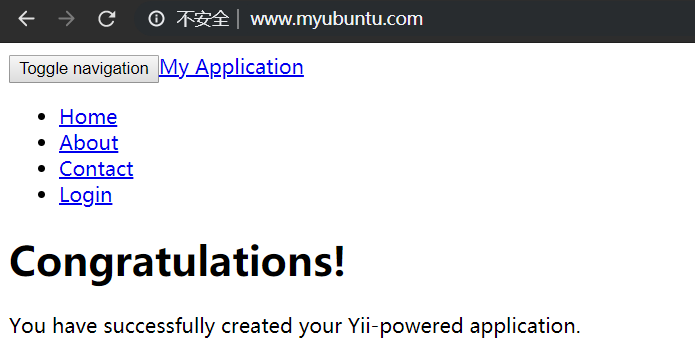 不安全 | www.myubuntu.com
Toggle navigation My Application
Home
About
Contact
Login
Congratulations!
You have successfully created your Yii-powered application.